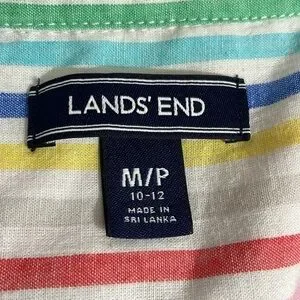 LANDS' END
M/P
10-12
MADE IN
SRI LANKA